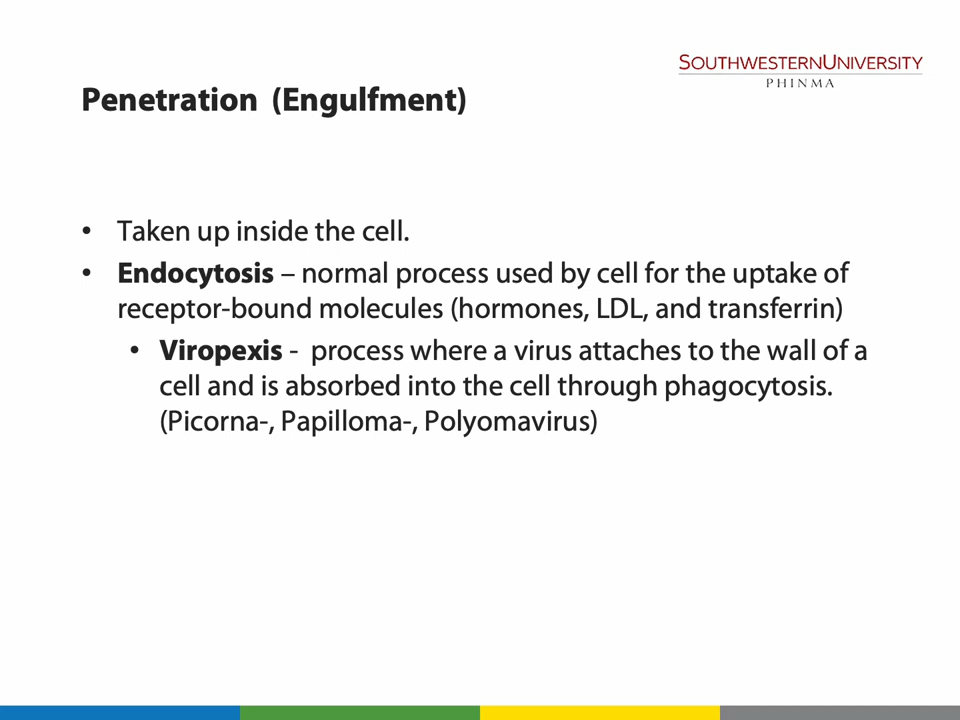 SOUTHWESTERNUNIVERSITY
PHINMA
Penetration (Engulfment)
• Taken up inside the cell.
• Endocytosis – normal process used by cell for the uptake of
receptor-bound molecules (hormones, LDL, and transferrin)
• Viropexis - process where a virus attaches to the wall of a
cell and is absorbed into the cell through phagocytosis.
(Picorna-, Papilloma-, Polyomavirus)